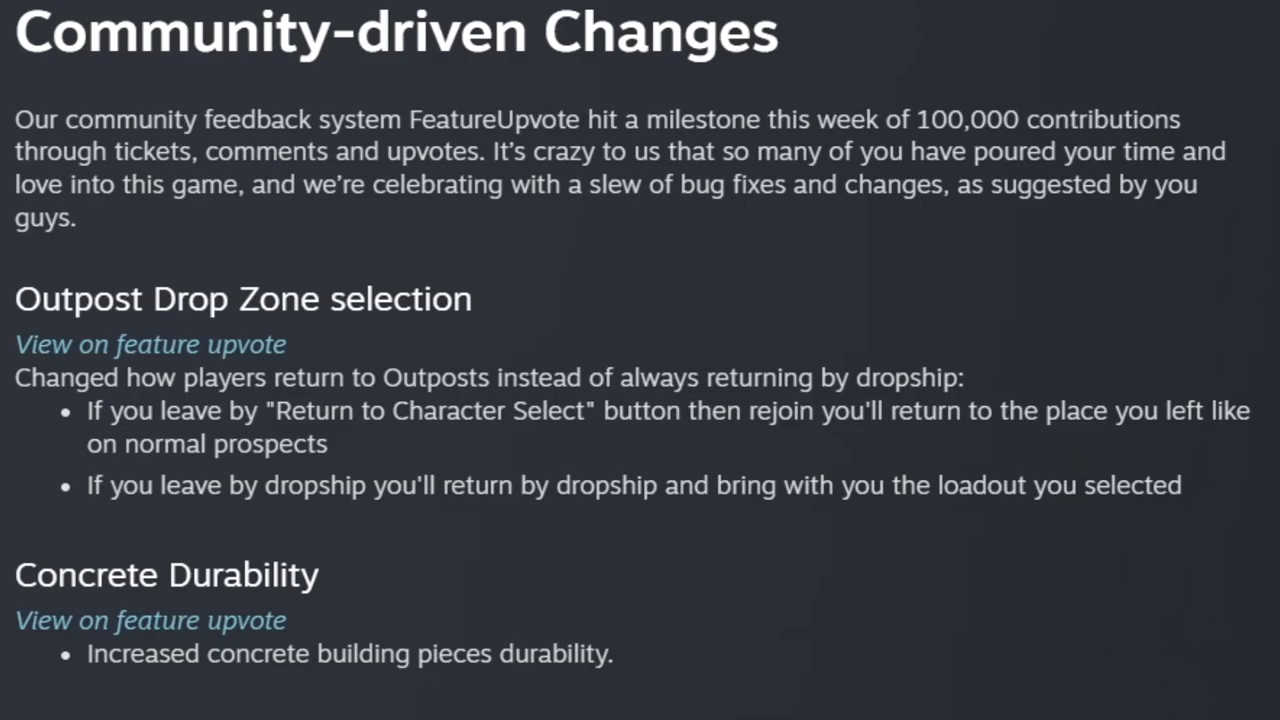 Community-driven Changes
Our community feedback system FeatureUpvote hit a milestone this week of 100,000 contributions
through tickets, comments and upvotes. It’s crazy to us that so many of you have poured your time and
love into this game, and we’re celebrating with a slew of bug fixes and changes, as suggested by you
guys.
Outpost Drop Zone selection
View on feature upvote
Changed how players return to Outposts instead of always returning by dropship:
• If you leave by "Return to Character Select" button then rejoin you'll return to the place you left like
on normal prospects
• If you leave by dropship you'll return by dropship and bring with you the loadout you selected
Concrete Durability
View on feature upvote
• Increased concrete building pieces durability.